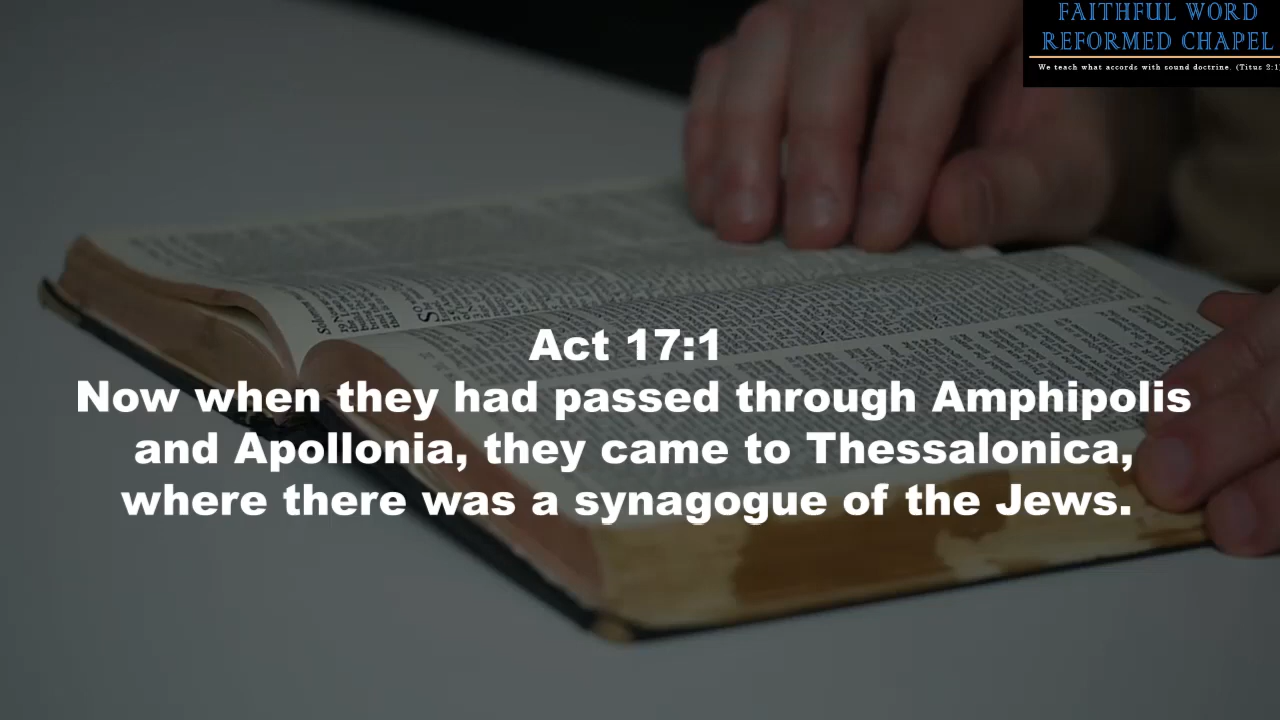 FAITHFUL WORD
REFORMED CHAPEL
We teach what accords with sound doctrine. (Titus 2:1
Act 17:1
Now when they had passed through Amphipolis
and Apollonia, they came to Thessalonica,
where there was a synagogue of the Jews.